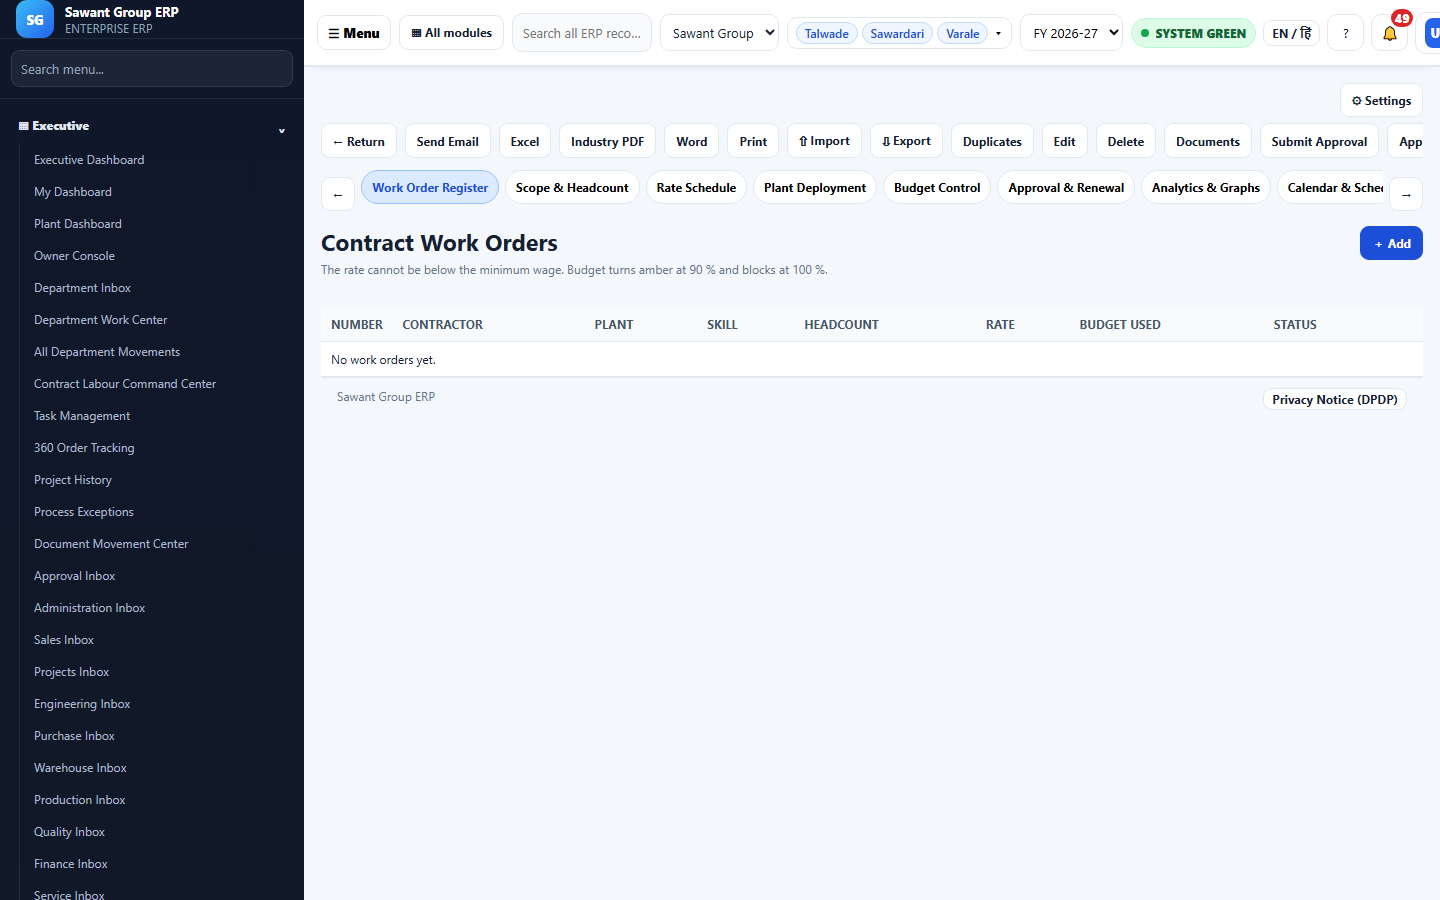 SG
Sawant Group ERP
ENTERPRISE ERP
☰ Menu
All modules
Search all ERP reco...
Sawant Group
Talwade
Sawardari
Varale
FY 2026-27
SYSTEM GREEN
EN / हिं
?
49
U
Search menu...
Executive
Executive Dashboard
My Dashboard
Plant Dashboard
Owner Console
Department Inbox
Department Work Center
All Department Movements
Contract Labour Command Center
Task Management
360 Order Tracking
Project History
Process Exceptions
Document Movement Center
Approval Inbox
Administration Inbox
Sales Inbox
Projects Inbox
Engineering Inbox
Purchase Inbox
Warehouse Inbox
Production Inbox
Quality Inbox
Finance Inbox
Service Inbox
⚙ Settings
← Return
Send Email
Excel
Industry PDF
Word
Print
⇧ Import
⇩ Export
Duplicates
Edit
Delete
Documents
Submit Approval
App
←
Work Order Register
Scope & Headcount
Rate Schedule
Plant Deployment
Budget Control
Approval & Renewal
Analytics & Graphs
Calendar & Sche
→
Contract Work Orders
+ Add
The rate cannot be below the minimum wage. Budget turns amber at 90 % and blocks at 100 %.
NUMBER CONTRACTOR PLANT SKILL HEADCOUNT RATE BUDGET USED STATUS
No work orders yet.
Sawant Group ERP
Privacy Notice (DPDP)